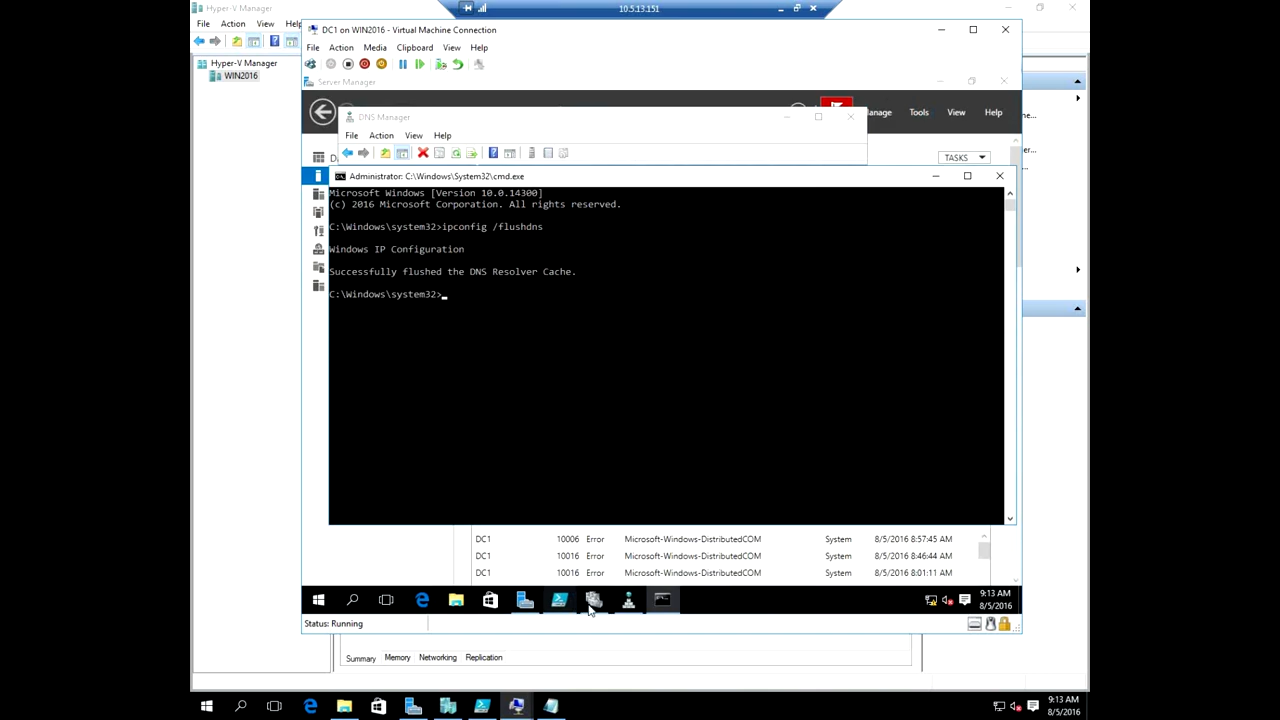 Hyper-V Manager
10.5.13.151
File Action View Help
DC1 on WIN2016 - Virtual Machine Connection
File Action Media Clipboard View Help
Hyper-V Manager
WIN2016
Server Manager
Manage Tools View Help
DNS Manager
File Action View Help
D
TASKS
Administrator: C:\Windows\System32\cmd.exe
Microsoft Windows [Version 10.0.14300]
(c) 2016 Microsoft Corporation. All rights reserved.
C:\Windows\system32>ipconfig /flushdns
Windows IP Configuration
Successfully flushed the DNS Resolver Cache.
C:\Windows\system32>
DC1 10006 Error Microsoft-Windows-DistributedCOM System 8/5/2016 8:57:45 AM
DC1 10016 Error Microsoft-Windows-DistributedCOM System 8/5/2016 8:46:44 AM
DC1 10016 Error Microsoft-Windows-DistributedCOM System 8/5/2016 8:01:11 AM
9:13 AM
8/5/2016
Status: Running
Summary Memory Networking Replication
9:13 AM
8/5/2016